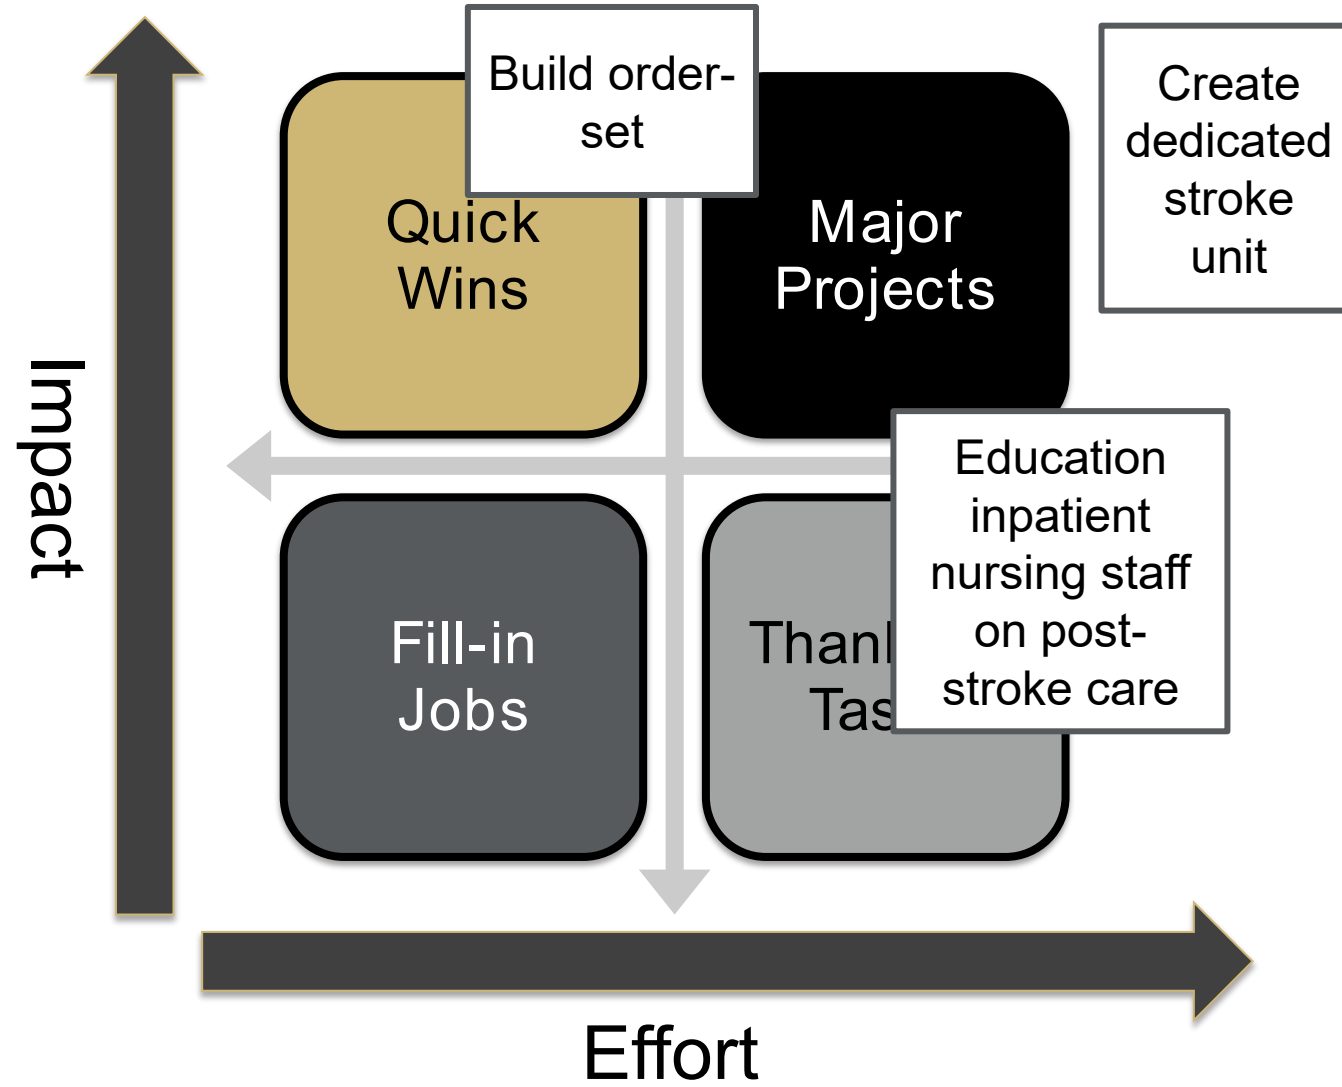 Build order-
set
Create
dedicated
stroke
unit
Quick
Wins
Major
Projects
Impact
Education
inpatient
nursing staff
on post-
stroke care
Fill-in
Jobs
Effort